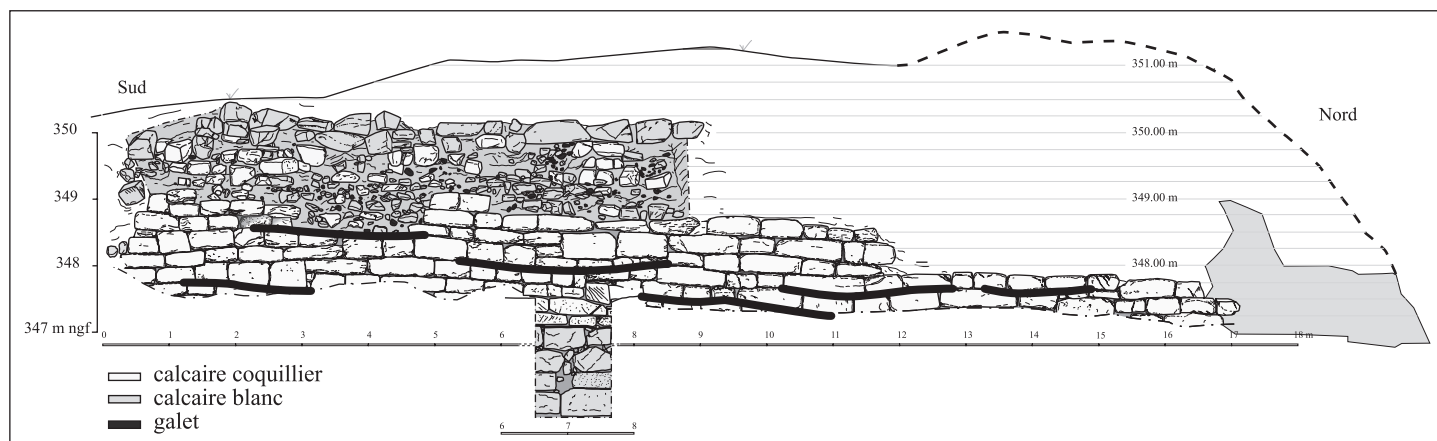 Sud
351.00 m
Nord
350
350.00 m
349
349.00 m
348
348.00 m
347 m ngf
0 1 2 3 4 5 6 7 8 9 10 11 12 13 14 15 16 17 18 m
calcaire coquillier
calcaire blanc
galet
6 7 8